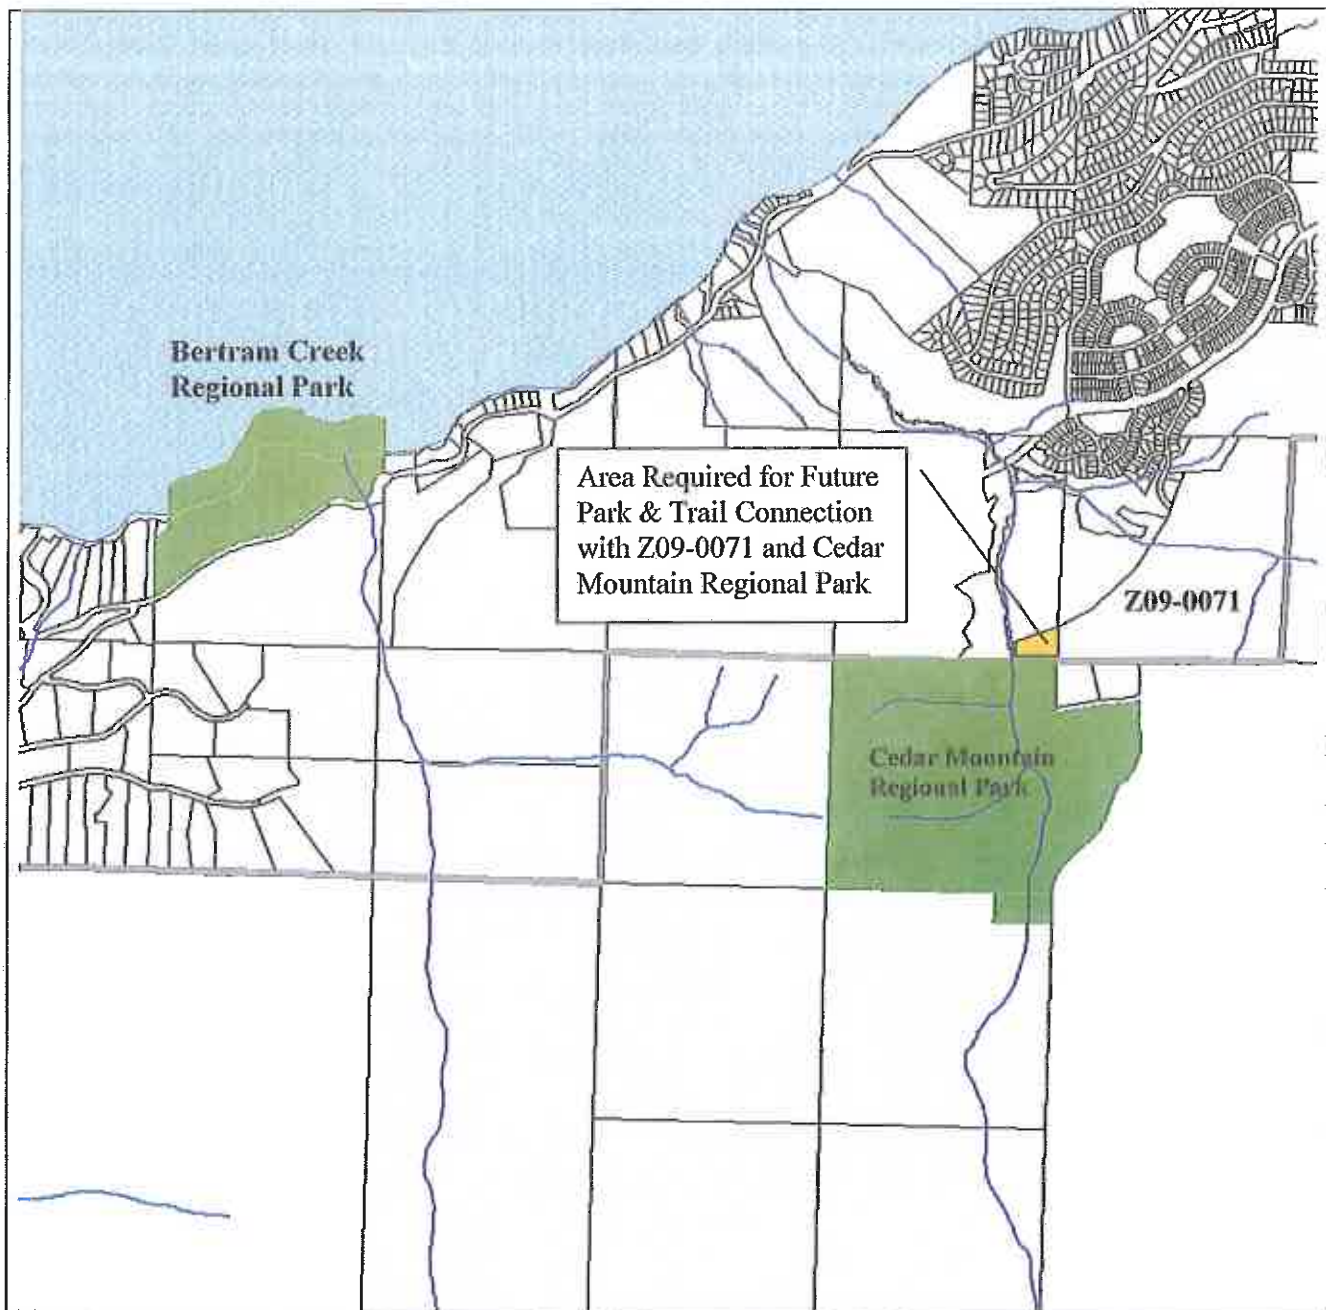 Bertram Creek
Regional Park
Area Required for Future
Park & Trail Connection
with Z09-0071 and Cedar
Mountain Regional Park
Z09-0071
Cedar Mountain
Regional Park